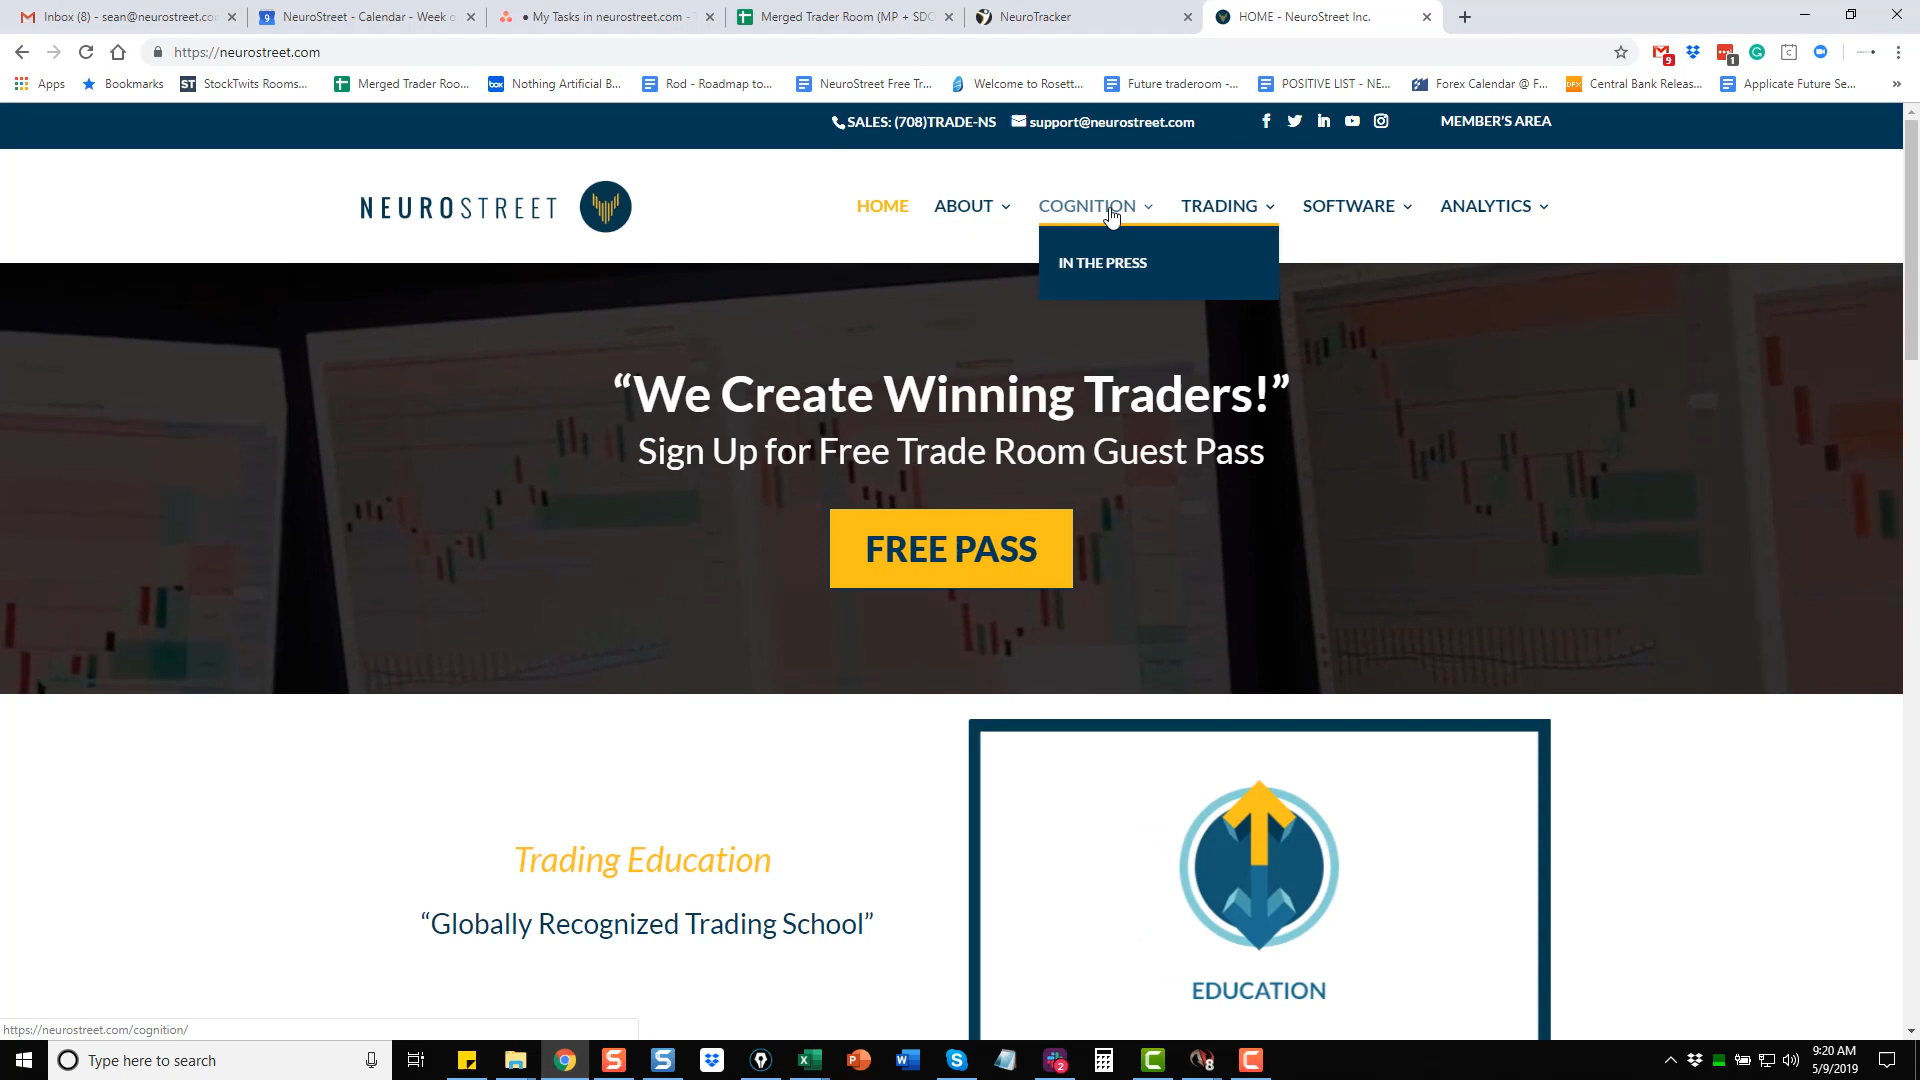 Inbox (8) - sean@neurostreet.co
NeuroStreet - Calendar - Week o
• My Tasks in neurostreet.com -
Merged Trader Room (MP + SDC
NeuroTracker
HOME - NeuroStreet Inc.
https://neurostreet.com
9
1
Apps
Bookmarks
ST StockTwits Rooms...
Merged Trader Roo...
box Nothing Artificial B...
Rod - Roadmap to...
NeuroStreet Free Tr...
Welcome to Rosett...
Future traderoom -...
POSITIVE LIST - NE...
Forex Calendar @ F...
DFX Central Bank Releas...
Applicate Future Se...
SALES: (708)TRADE-NS
support@neurostreet.com
MEMBER'S AREA
NEUROSTREET
HOME
ABOUT
COGNITION
TRADING
SOFTWARE
ANALYTICS
IN THE PRESS
“We Create Winning Traders!”
Sign Up for Free Trade Room Guest Pass
FREE PASS
Trading Education
“Globally Recognized Trading School”
EDUCATION
https://neurostreet.com/cognition/
Type here to search
9:20 AM
5/9/2019